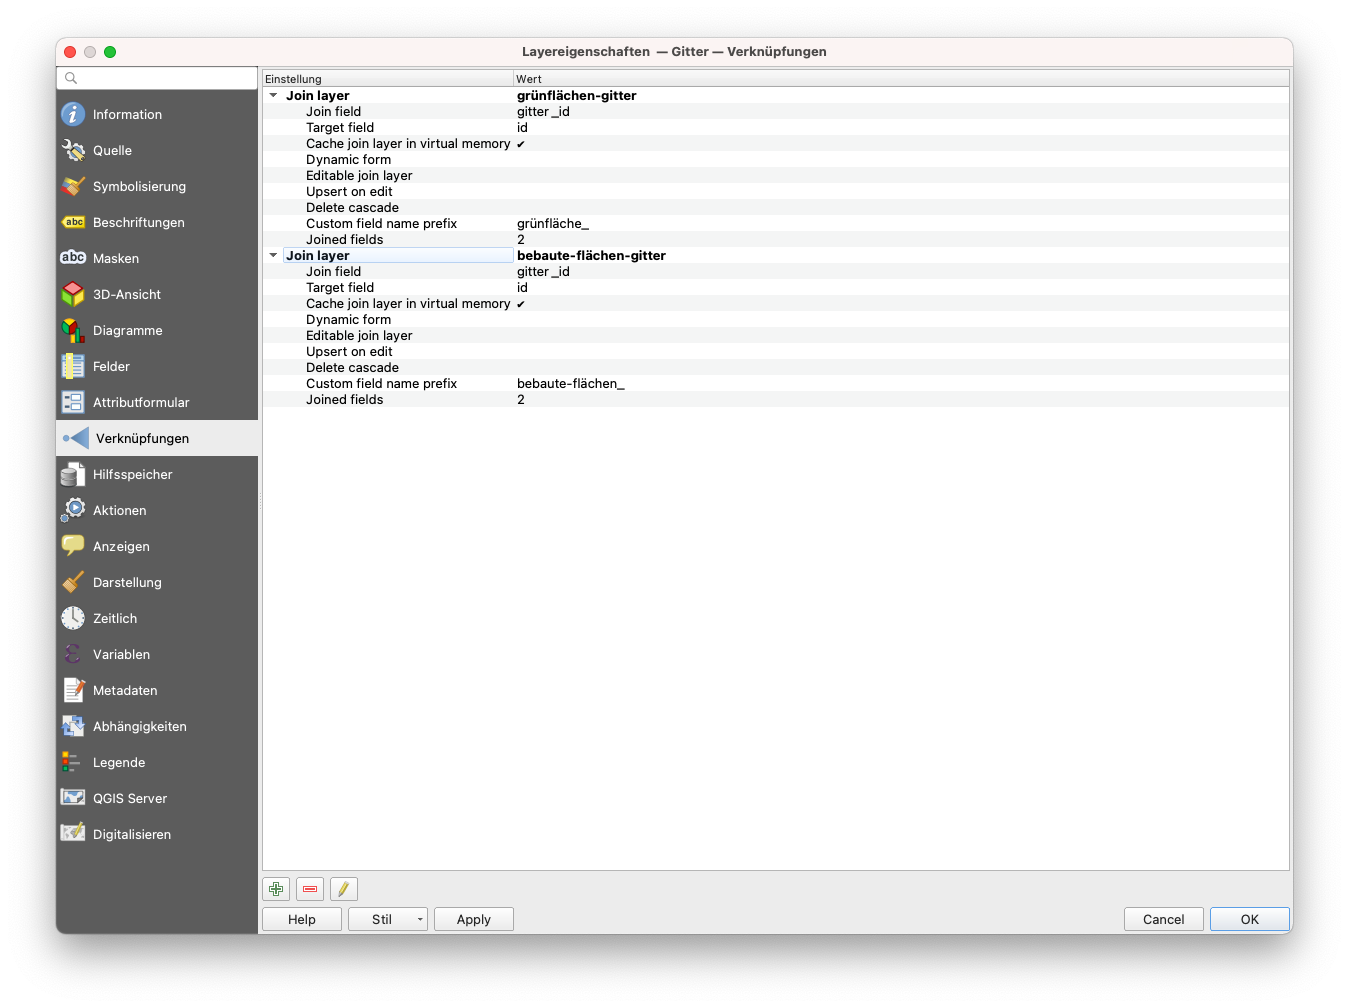 Layereigenschaften — Gitter — Verknüpfungen
Information
Quelle
Symbolisierung
abc Beschriftungen
abc Masken
3D-Ansicht
Diagramme
Felder
Attributformular
Verknüpfungen
Hilfsspeicher
Aktionen
Anzeigen
Darstellung
Zeitlich
Variablen
Metadaten
Abhängigkeiten
Legende
QGIS Server
Digitalisieren
Einstellung Wert
Join layer grünflächen-gitter
Join field gitter_id
Target field id
Cache join layer in virtual memory ✔
Dynamic form
Editable join layer
Upsert on edit
Delete cascade
Custom field name prefix grünfläche_
Joined fields 2
Join layer bebaute-flächen-gitter
Join field gitter_id
Target field id
Cache join layer in virtual memory ✔
Dynamic form
Editable join layer
Upsert on edit
Delete cascade
Custom field name prefix bebaute-flächen_
Joined fields 2
Help Stil Apply Cancel OK